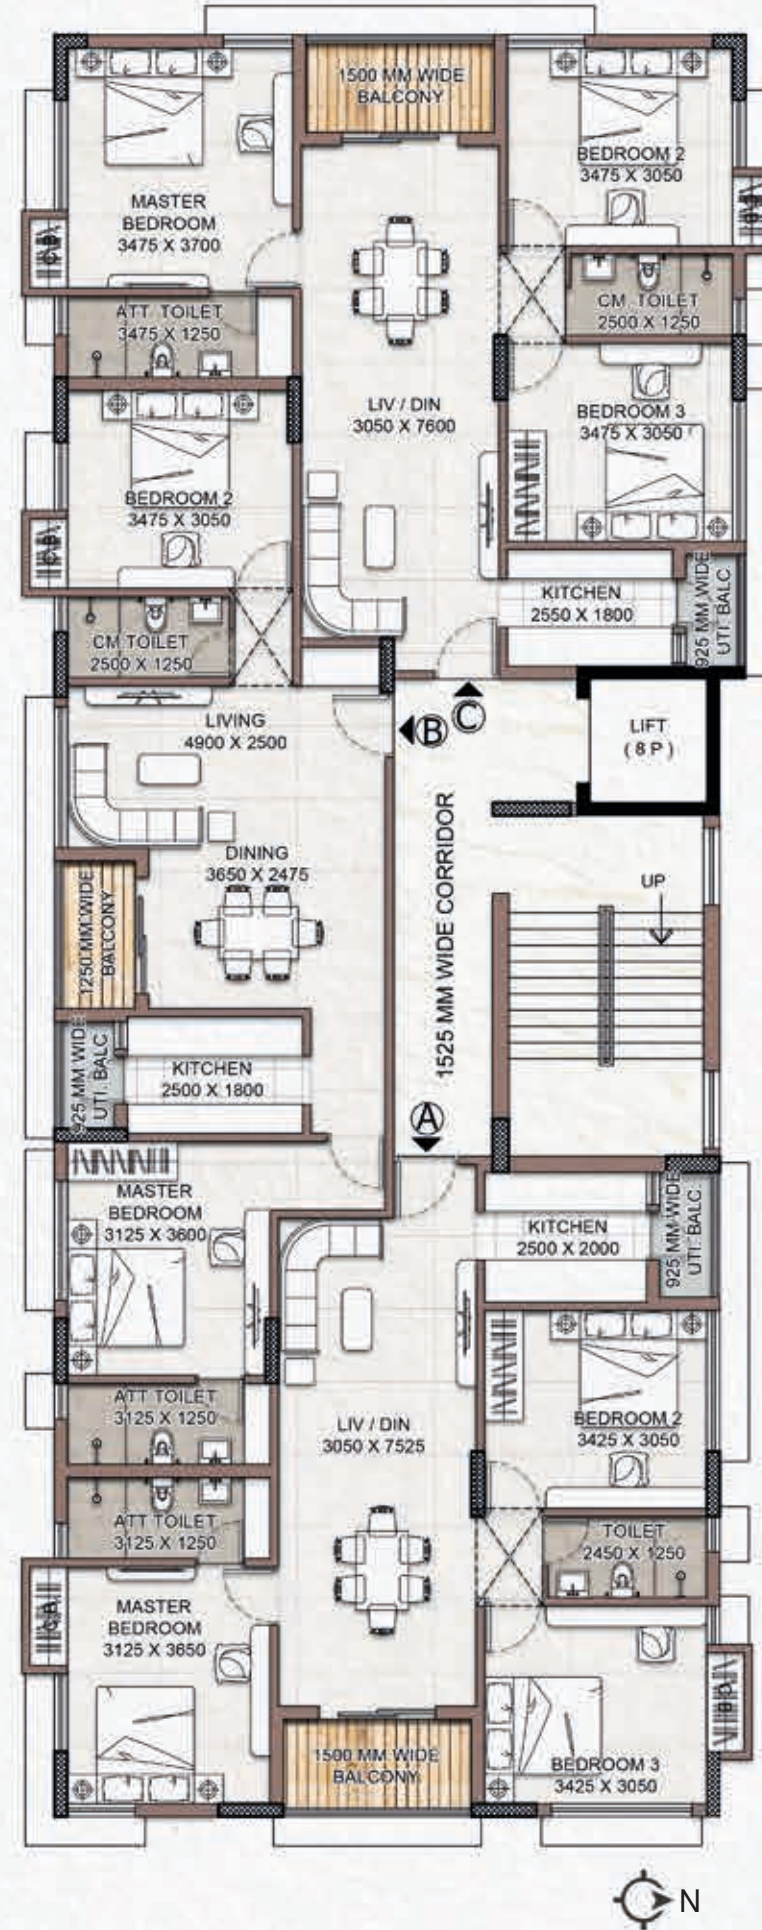 1500 MM WIDE
BALCONY
BEDROOM 2
3475 X 3050
MASTER
BEDROOM
3475 X 3700
C.B
C.B
ATT. TOILET
3475 X 1250
CM. TOILET
2500 X 1250
LIV / DIN
3050 X 7600
BEDROOM 3
3475 X 3050
BEDROOM 2
3475 X 3050
C.B
KITCHEN
2550 X 1800
925 MM WIDE
UTI. BALC
CM TOILET
2500 X 1250
LIVING
4900 X 2500
B
C
LIFT
( 8 P )
DINING
3650 X 2475
1525 MM WIDE CORRIDOR
UP
1250 MM WIDE
BALCONY
925 MM WIDE
UTI. BALC
KITCHEN
2500 X 1800
A
MASTER
BEDROOM
3125 X 3600
KITCHEN
2500 X 2000
925 MM WIDE
UTI. BALC
ATT TOILET
3125 X 1250
LIV / DIN
3050 X 7525
BEDROOM 2
3425 X 3050
ATT TOILET
3125 X 1250
TOILET
2450 X 1250
C.B
MASTER
BEDROOM
3125 X 3650
C.B
1500 MM WIDE
BALCONY
BEDROOM 3
3425 X 3050
N